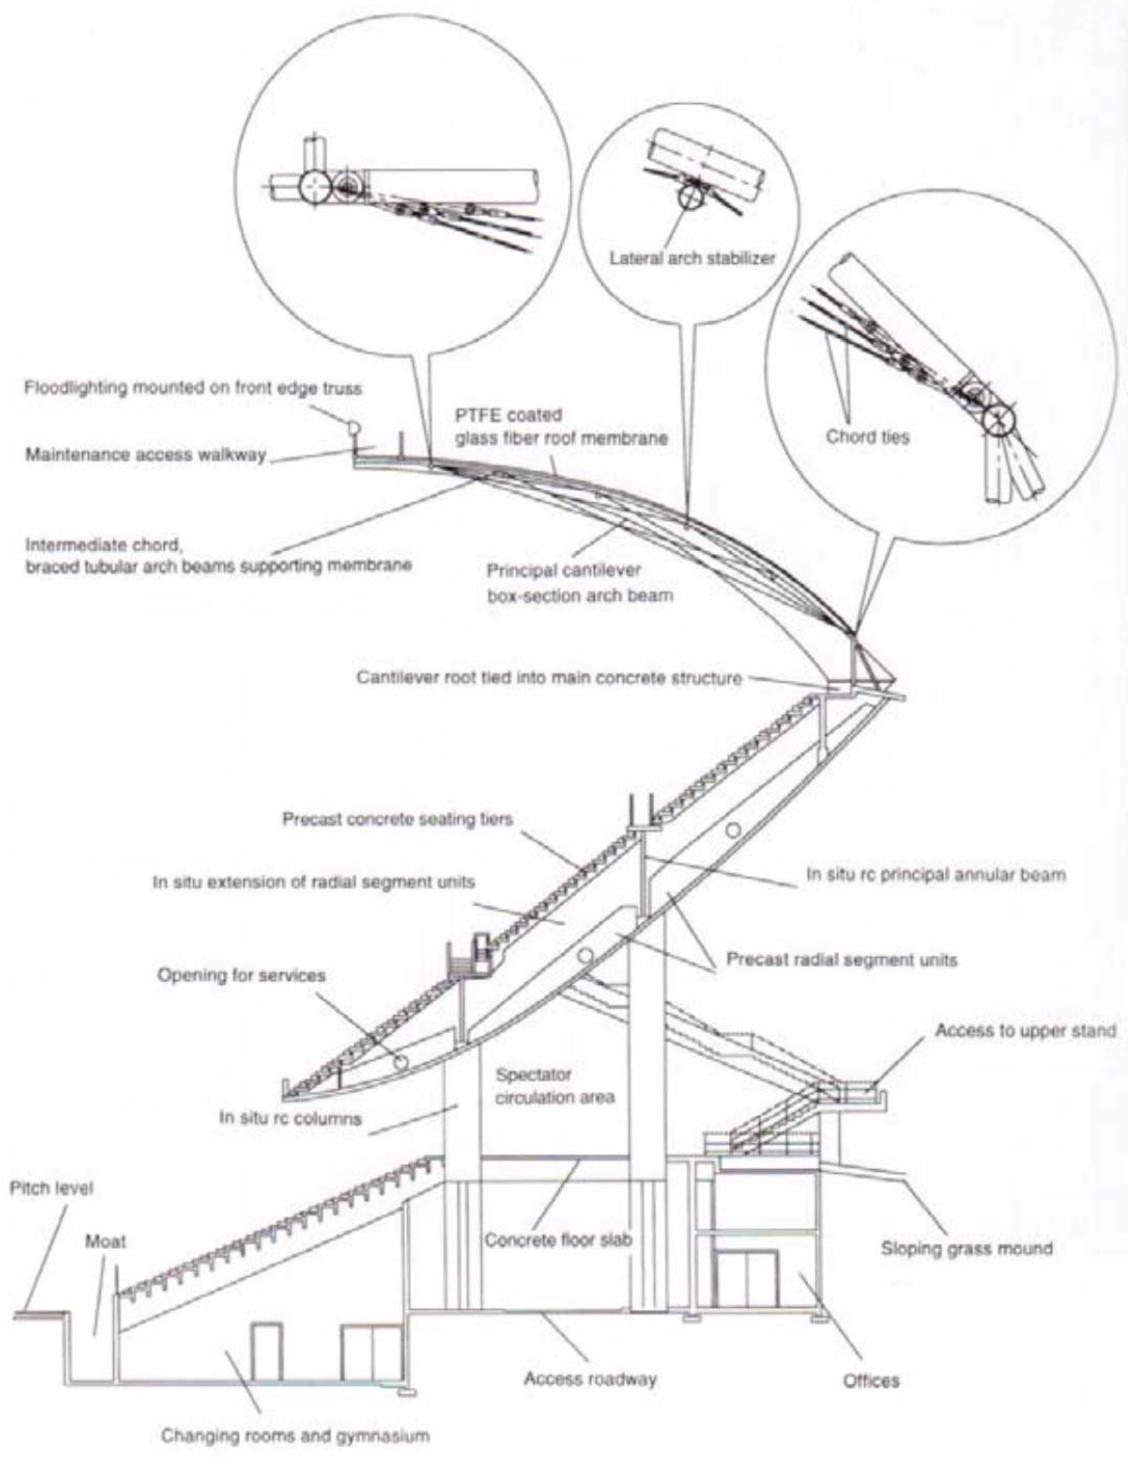 Lateral arch stabilizer
Floodlighting mounted on front edge truss
PTFE coated
glass fiber roof membrane
Chord ties
Maintenance access walkway
Intermediate chord,
braced tubular arch beams supporting membrane
Principal cantilever
box-section arch beam
Cantilever root tied into main concrete structure
Precast concrete seating tiers
In situ extension of radial segment units
In situ rc principal annular beam
Opening for services
Precast radial segment units
Access to upper stand
Spectator
circulation area
In situ rc columns
Pitch level
Moat
Concrete floor slab
Sloping grass mound
Access roadway
Offices
Changing rooms and gymnasium